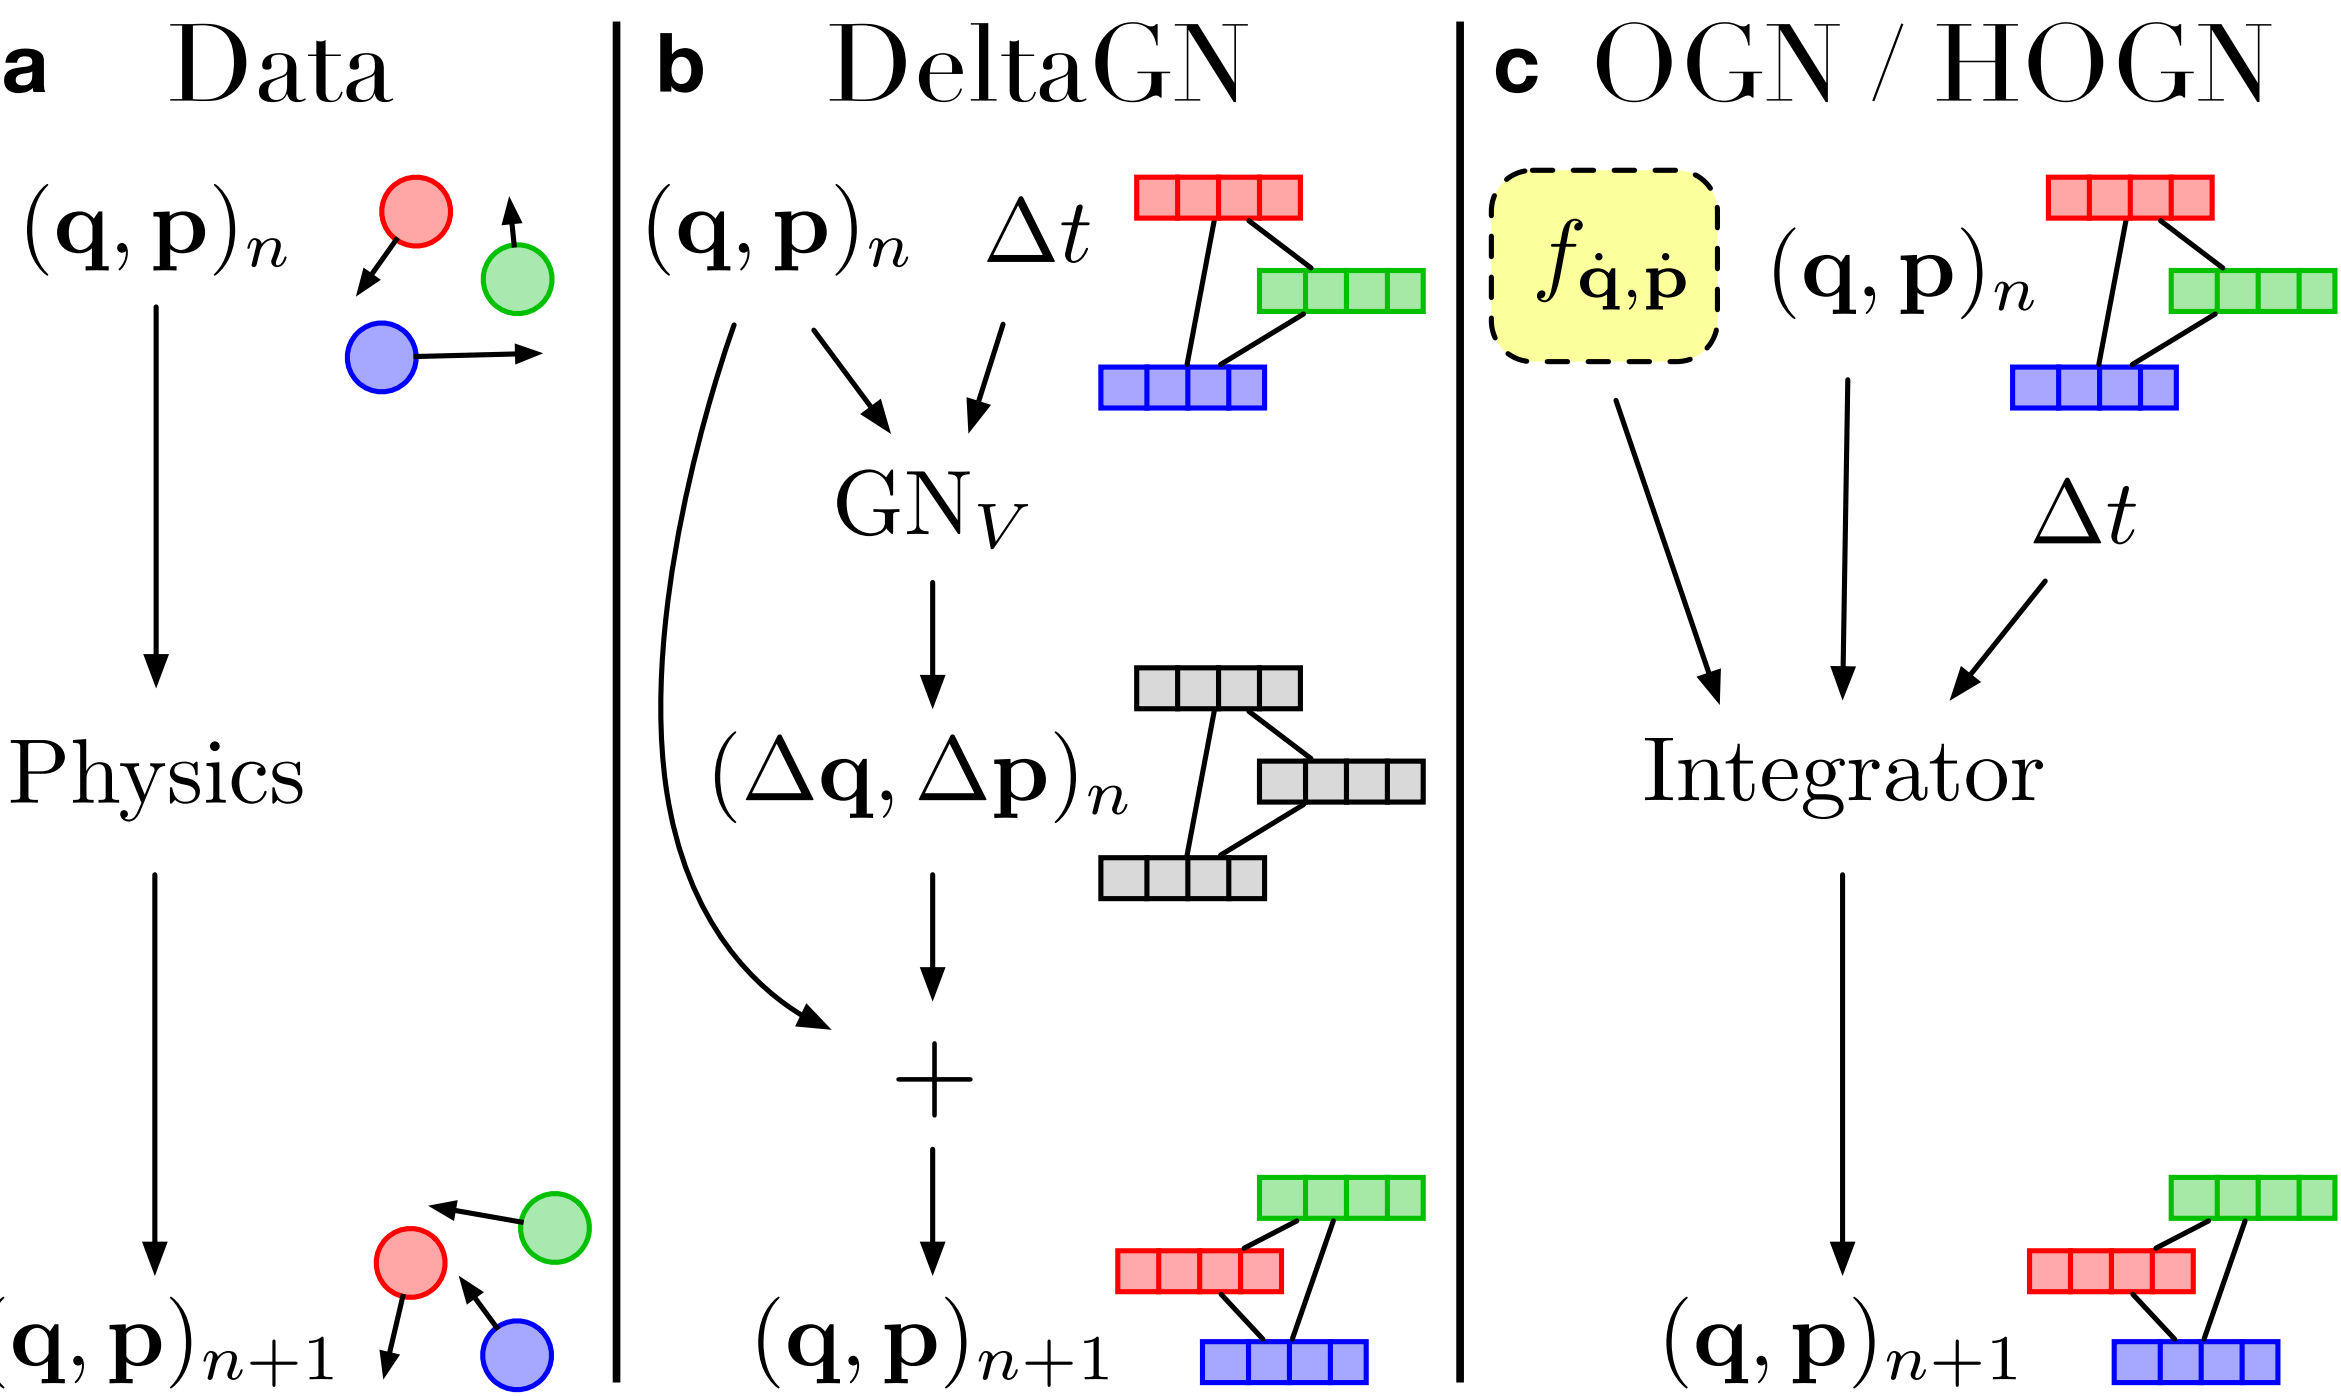 a Data
(q, p)n
Physics
(q, p)n+1
b DeltaGN
(q, p)n Δt
GNV
(Δq, Δp)n
+
(q, p)n+1
c OGN / HOGN
fq̇,ṗ (q, p)n
Δt
Integrator
(q, p)n+1